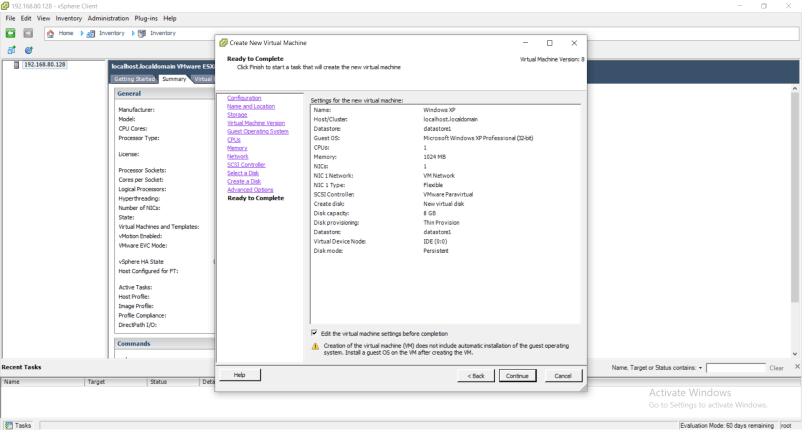 192.168.80.128 - vSphere Client
File Edit View Inventory Administration Plug-ins Help
Home Inventory Inventory
192.168.80.128
localhost.localdomain VMware ESX
Getting Started Summary Virtual
General
Manufacturer:
Model:
CPU Cores:
Processor Type:
License:
Processor Sockets:
Cores per Socket:
Logical Processors:
Hyperthreading:
Number of NICs:
State:
Virtual Machines and Templates:
vMotion Enabled:
VMware EVC Mode:
vSphere HA State
Host Configured for FT:
Active Tasks:
Host Profile:
Image Profile:
Profile Compliance:
DirectPath I/O:
Commands
Create New Virtual Machine
Ready to Complete
Virtual Machine Version: 8
Click Finish to start a task that will create the new virtual machine
Configuration
Name and Location
Storage
Virtual Machine Version
Guest Operating System
CPUs
Memory
Network
SCSI Controller
Select a Disk
Create a Disk
Advanced Options
Ready to Complete
Settings for the new virtual machine:
Name: Windows XP
Host/Cluster: localhost.localdomain
Datastore: datastore1
Guest OS: Microsoft Windows XP Professional (32-bit)
CPUs: 1
Memory: 1024 MB
NICs: 1
NIC 1 Network: VM Network
NIC 1 Type: Flexible
SCSI Controller: VMware Paravirtual
Create disk: New virtual disk
Disk capacity: 8 GB
Disk provisioning: Thin Provision
Datastore: datastore1
Virtual Device Node: IDE (0:0)
Disk mode: Persistent
Edit the virtual machine settings before completion
Creation of the virtual machine (VM) does not include automatic installation of the guest operating
system. Install a guest OS on the VM after creating the VM.
Help < Back Continue Cancel
Recent Tasks
Name, Target or Status contains: Clear
Name Target Status Deta
Activate Windows
Go to Settings to activate Windows.
Tasks
Evaluation Mode: 60 days remaining root